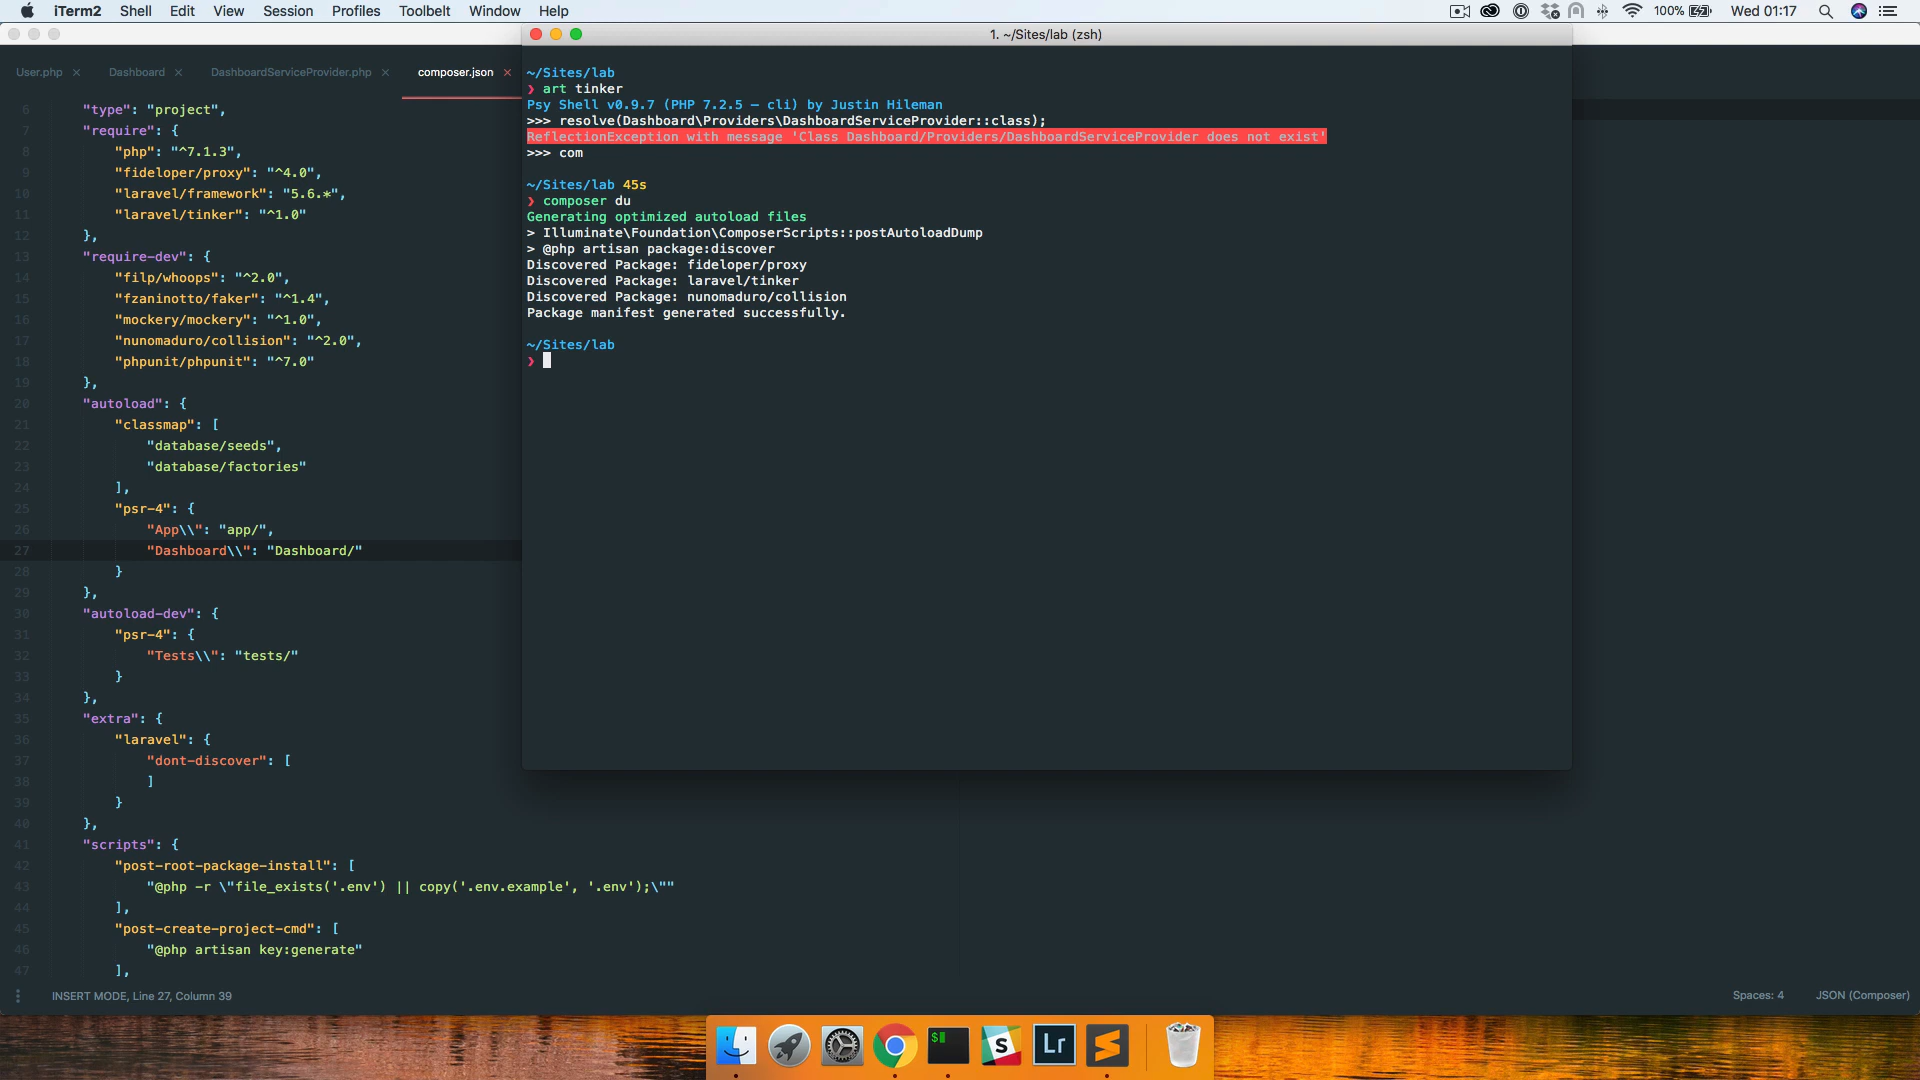 iTerm2 Shell Edit View Session Profiles Toolbelt Window Help 100% Wed 01:17
1. ~/Sites/lab (zsh)
User.php × Dashboard × DashboardServiceProvider.php × composer.json ×
6 "type": "project",
7 "require": {
8 "php": "^7.1.3",
9 "fideloper/proxy": "^4.0",
10 "laravel/framework": "5.6.*",
11 "laravel/tinker": "^1.0"
12 },
13 "require-dev": {
14 "filp/whoops": "^2.0",
15 "fzaninotto/faker": "^1.4",
16 "mockery/mockery": "^1.0",
17 "nunomaduro/collision": "^2.0",
18 "phpunit/phpunit": "^7.0"
19 },
20 "autoload": {
21 "classmap": [
22 "database/seeds",
23 "database/factories"
24 ],
25 "psr-4": {
26 "App\\": "app/",
27 "Dashboard\\": "Dashboard/"
28 }
29 },
30 "autoload-dev": {
31 "psr-4": {
32 "Tests\\": "tests/"
33 }
34 },
35 "extra": {
36 "laravel": {
37 "dont-discover": [
38 ]
39 }
40 },
41 "scripts": {
42 "post-root-package-install": [
43 "@php -r \"file_exists('.env') || copy('.env.example', '.env');\""
44 ],
45 "post-create-project-cmd": [
46 "@php artisan key:generate"
47 ],
~/Sites/lab
❯ art tinker
Psy Shell v0.9.7 (PHP 7.2.5 — cli) by Justin Hileman
>>> resolve(Dashboard\Providers\DashboardServiceProvider::class);
ReflectionException with message 'Class Dashboard/Providers/DashboardServiceProvider does not exist'
>>> com
~/Sites/lab 45s
❯ composer du
Generating optimized autoload files
> Illuminate\Foundation\ComposerScripts::postAutoloadDump
> @php artisan package:discover
Discovered Package: fideloper/proxy
Discovered Package: laravel/tinker
Discovered Package: nunomaduro/collision
Package manifest generated successfully.
~/Sites/lab
❯
INSERT MODE, Line 27, Column 39 Spaces: 4 JSON (Composer)
$
S
Lr